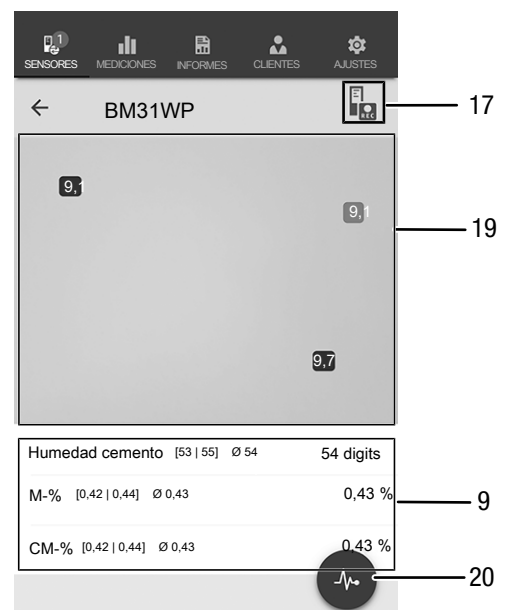 1
SENSORES MEDICIONES INFORMES CLIENTES AJUSTES
BM31WP
REC
17
9,1
9,1
19
9,7
Humedad cemento [53 | 55] Ø 54 54 digits
M-% [0,42 | 0,44] Ø 0,43 0,43 %
9
CM-% [0,42 | 0,44] Ø 0,43 0,43 %
20